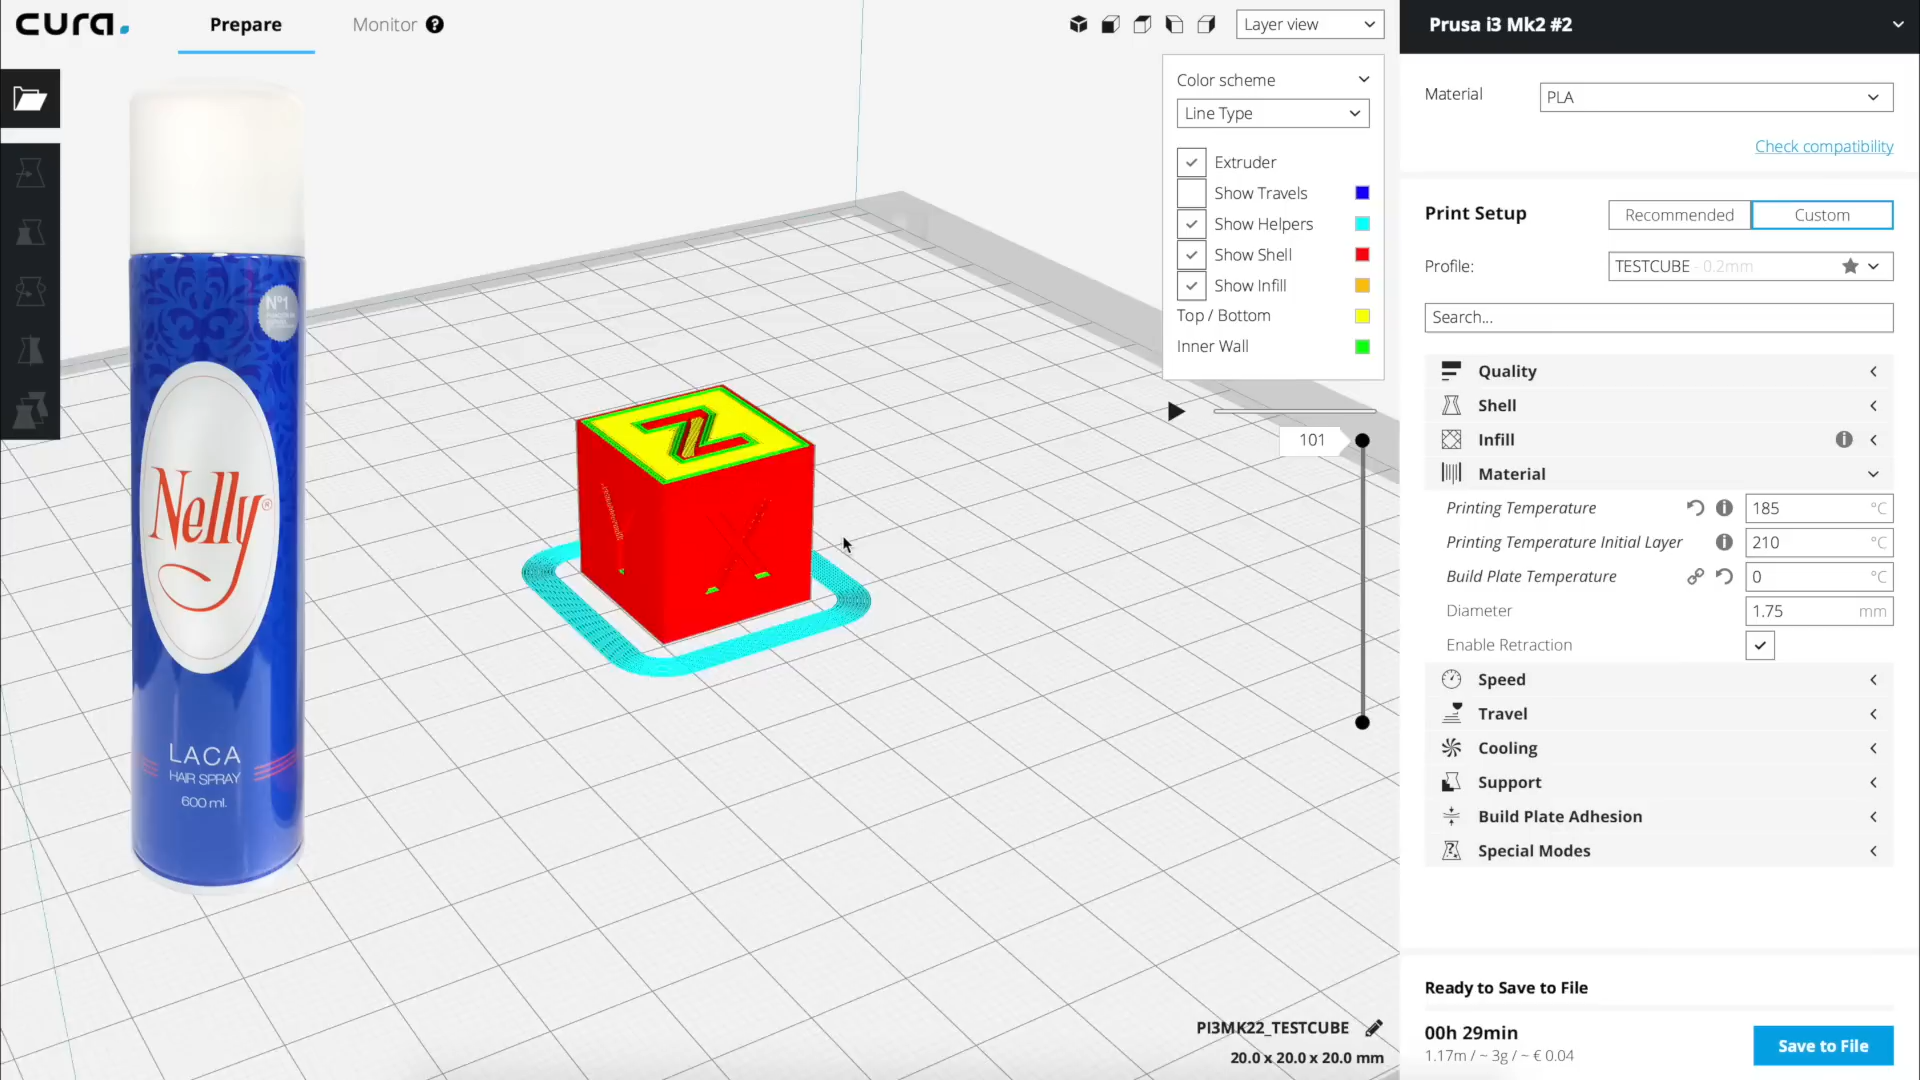 cura.
Prepare
Monitor ?
Layer view
Prusa i3 Mk2 #2
Color scheme
Line Type
Extruder
Show Travels
Show Helpers
Show Shell
Show Infill
Top / Bottom
Inner Wall
101
Material
PLA
Check compatibility
Print Setup
Recommended
Custom
Profile:
TESTCUBE - 0.2mm
Search...
Quality
Shell
Infill
Material
Printing Temperature
185 °C
Printing Temperature Initial Layer
210 °C
Build Plate Temperature
0 °C
Diameter
1.75 mm
Enable Retraction
Speed
Travel
Cooling
Support
Build Plate Adhesion
Special Modes
Ready to Save to File
00h 29min
1.17m / ~ 3g / ~ € 0.04
Save to File
PI3MK22_TESTCUBE
20.0 x 20.0 x 20.0 mm
Z
X
Nº1
Nelly®
LACA
HAIR SPRAY
600 ml.